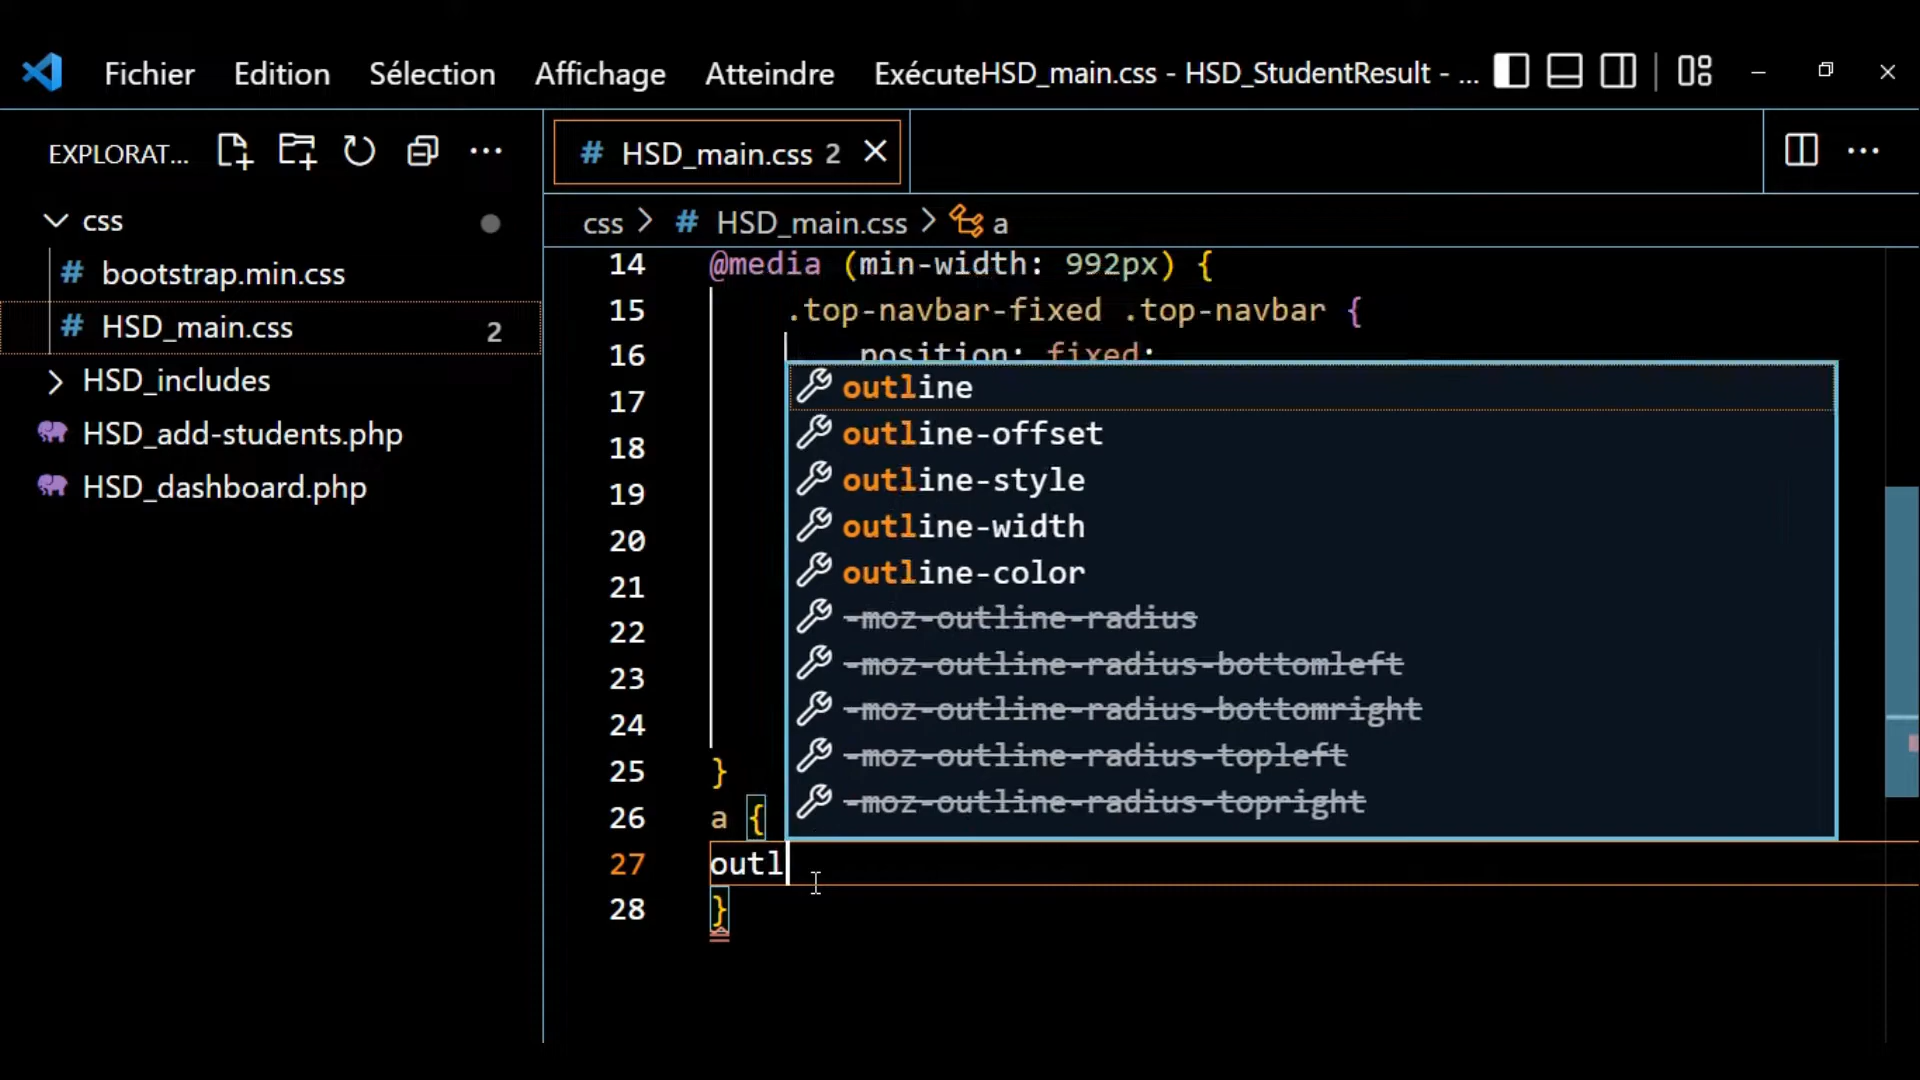 Fichier Edition Sélection Affichage Atteindre ExécuteHSD_main.css - HSD_StudentResult - ...
EXPLORAT...
HSD_main.css 2
css
css > # HSD_main.css > a
bootstrap.min.css
HSD_main.css 2
HSD_includes
HSD_add-students.php
HSD_dashboard.php
14 @media (min-width: 992px) {
15 .top-navbar-fixed .top-navbar {
16 position: fixed;
17
18
19
20
21
22
23
24
25 }
26 a {
27 outl
28 }
outline
outline-offset
outline-style
outline-width
outline-color
-moz-outline-radius
-moz-outline-radius-bottomleft
-moz-outline-radius-bottomright
-moz-outline-radius-topleft
-moz-outline-radius-topright